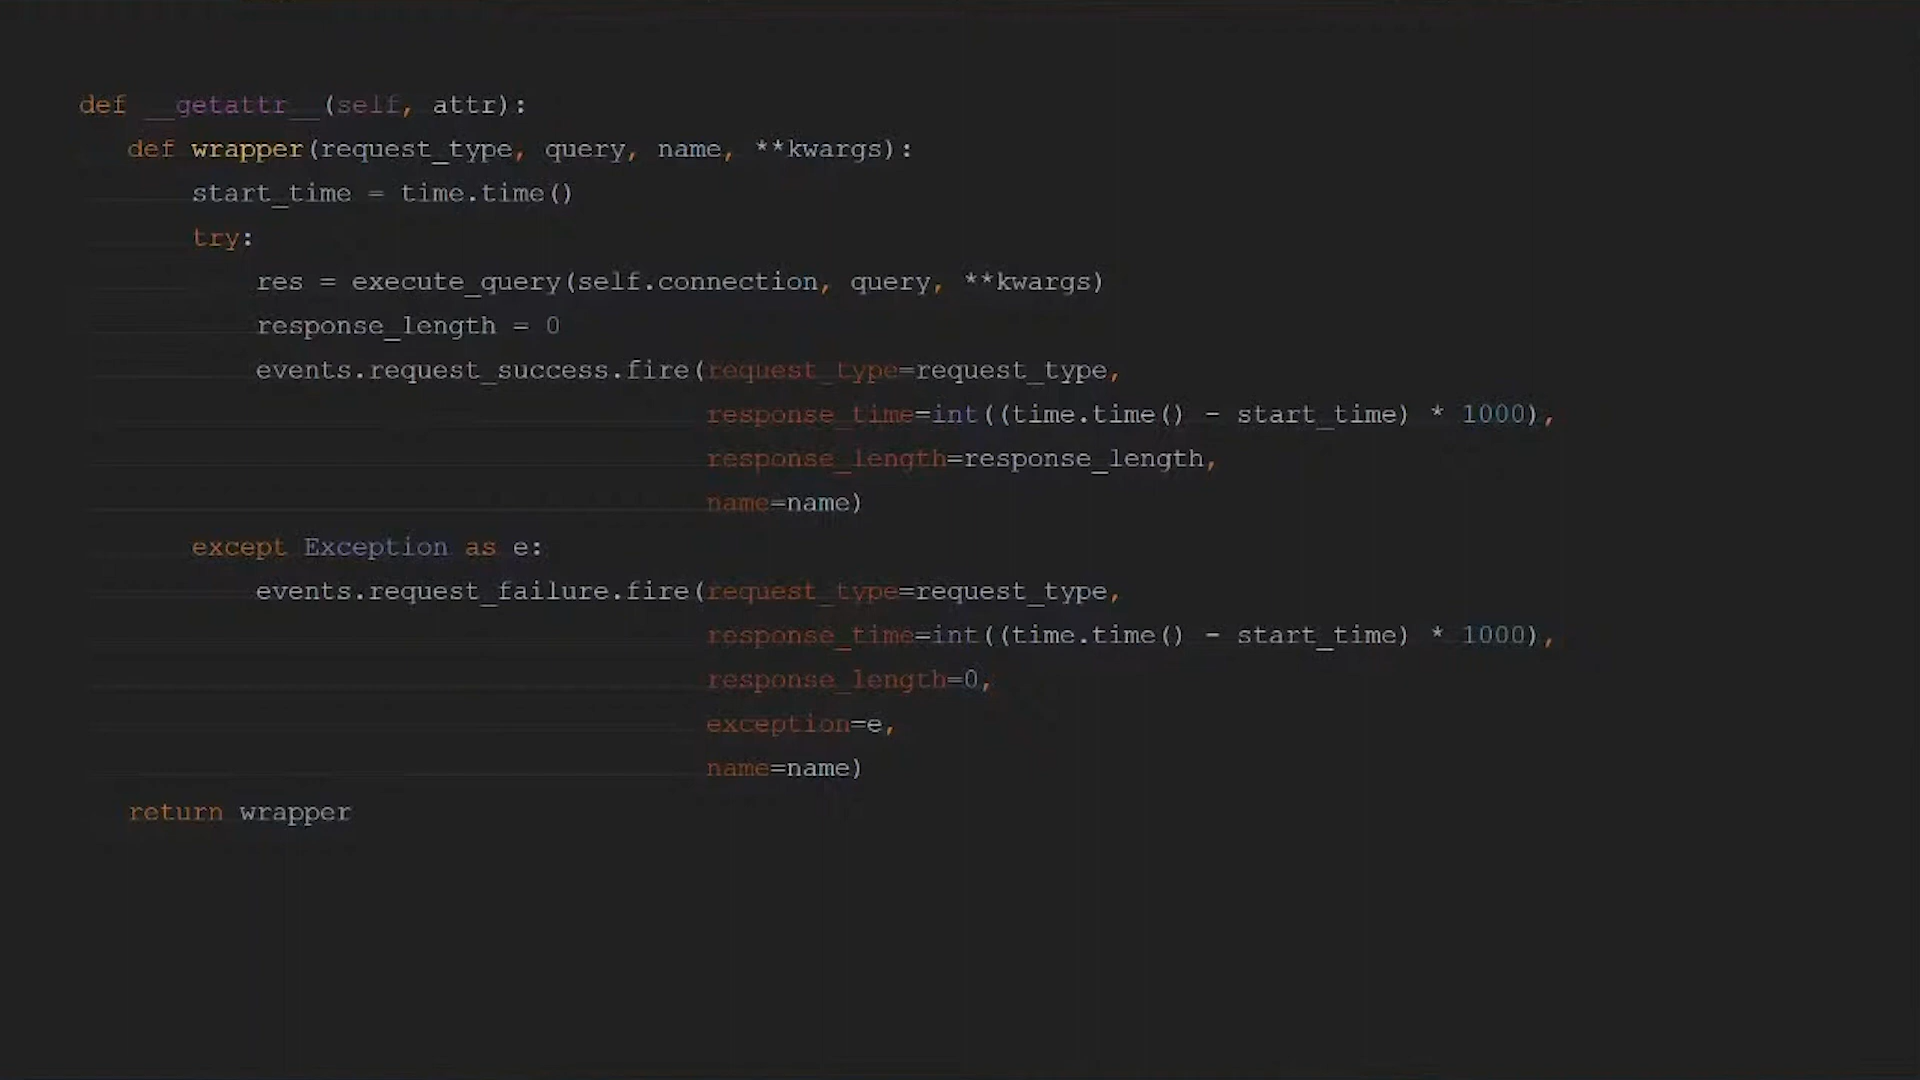 def __getattr__(self, attr):
def wrapper(request_type, query, name, **kwargs):
start_time = time.time()
try:
res = execute_query(self.connection, query, **kwargs)
response_length = 0
events.request_success.fire(request_type=request_type,
response_time=int((time.time() - start_time) * 1000),
response_length=response_length,
name=name)
except Exception as e:
events.request_failure.fire(request_type=request_type,
response_time=int((time.time() - start_time) * 1000),
response_length=0,
exception=e,
name=name)
return wrapper